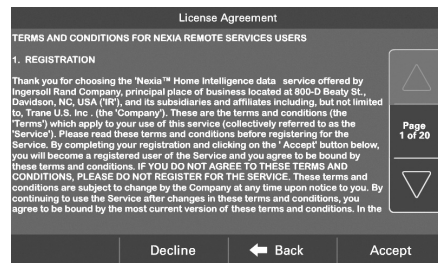 License Agreement
TERMS AND CONDITIONS FOR NEXIA REMOTE SERVICES USERS
1. REGISTRATION
Thank you for choosing the 'Nexia™ Home Intelligence data service offered by
Ingersoll Rand Company, principal place of business located at 800-D Beaty St.,
Davidson, NC, USA ('IR'), and its subsidiaries and affiliates including, but not limited
to, Trane U.S. Inc . (the 'Company'). These are the terms and conditions (the
'Terms') which apply to your use of this service (collectively referred to as the
'Service'). Please read these terms and conditions before registering for the
Service. By completing your registration and clicking on the ' Accept' button below,
you will become a registered user of the Service and you agree to be bound by
these terms and conditions. IF YOU DO NOT AGREE TO THESE TERMS AND
CONDITIONS, PLEASE DO NOT REGISTER FOR THE SERVICE. These terms and
conditions are subject to change by the Company at any time upon notice to you. By
continuing to use the Service after changes in these terms and conditions, you
agree to be bound by the most current version of these terms and conditions. In the
Page
1 of 20
Decline
Back
Accept